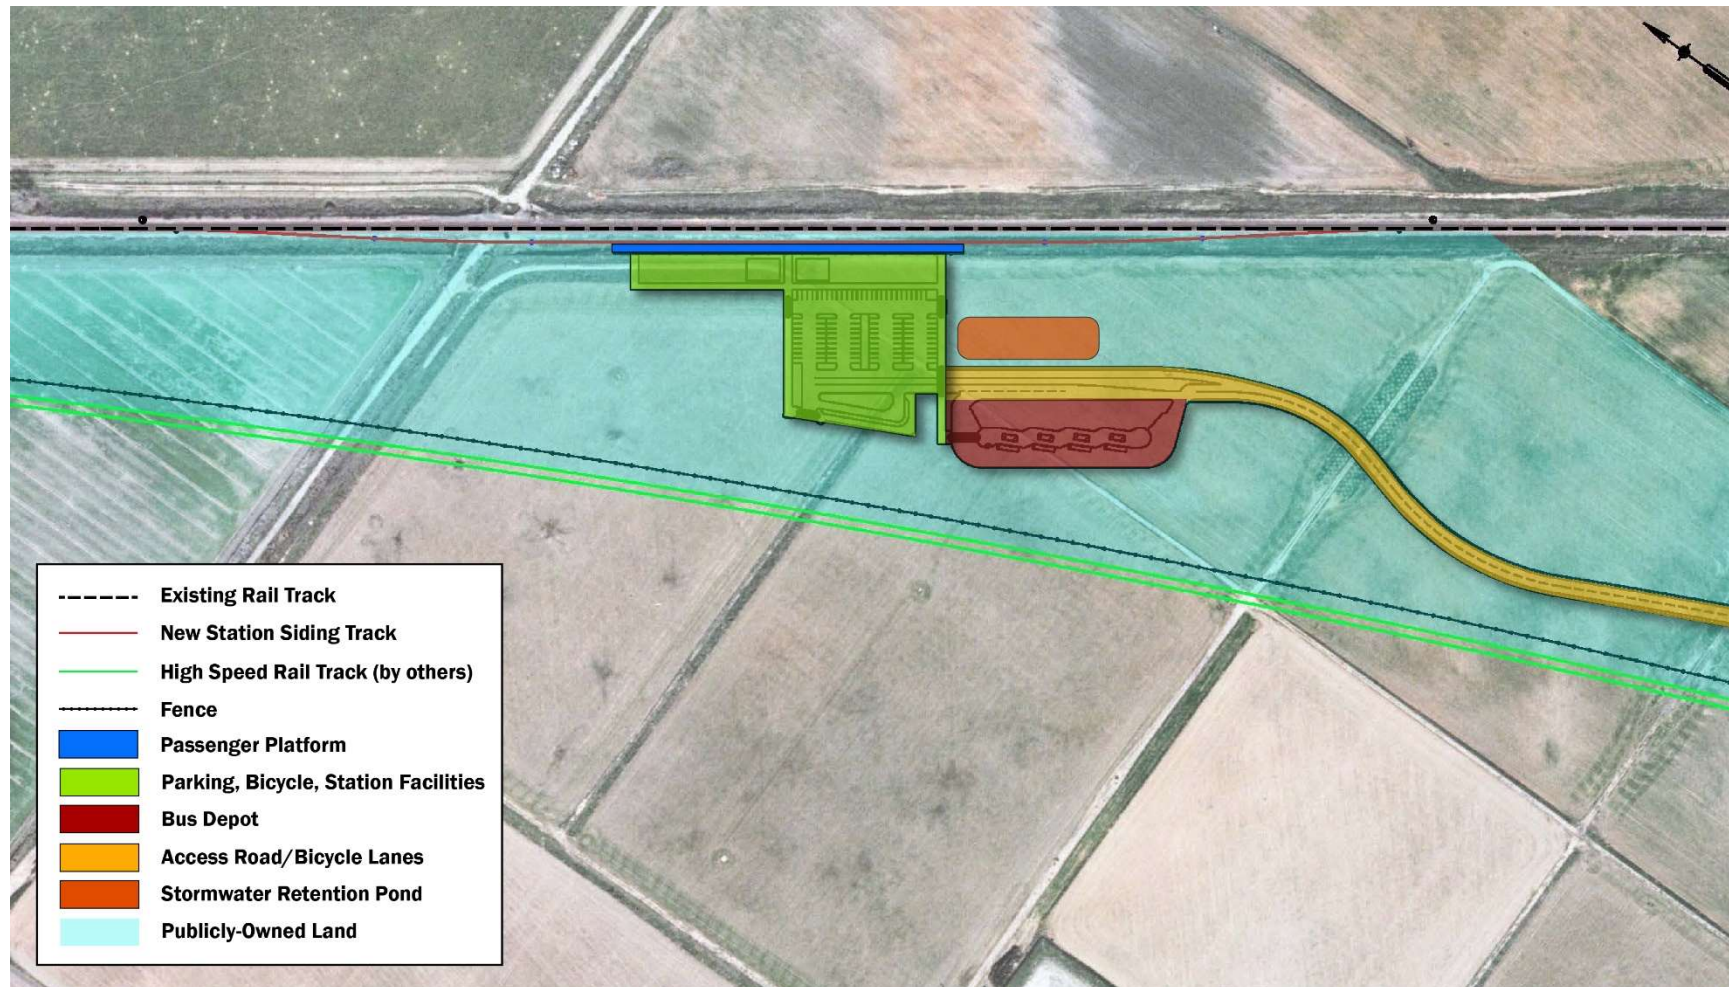 Existing Rail Track
New Station Siding Track
High Speed Rail Track (by others)
Fence
Passenger Platform
Parking, Bicycle, Station Facilities
Bus Depot
Access Road/Bicycle Lanes
Stormwater Retention Pond
Publicly-Owned Land